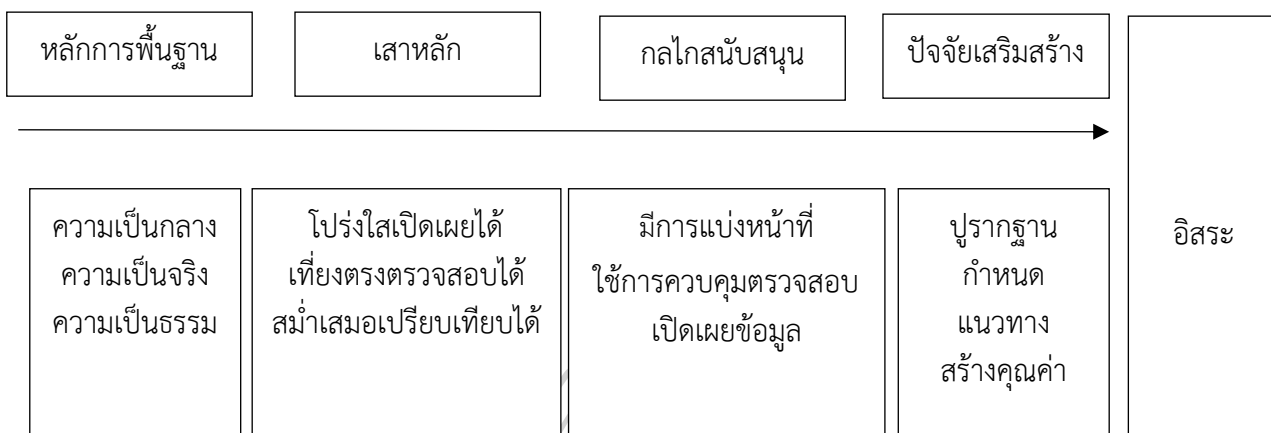 หลักการพื้นฐาน
เสาหลัก
กลไกสนับสนุน
ปัจจัยเสริมสร้าง
ความเป็นกลาง
ความเป็นจริง
ความเป็นธรรม
โปร่งใสเปิดเผยได้
เที่ยงตรงตรวจสอบได้
สม่ำเสมอเปรียบเทียบได้
มีการแบ่งหน้าที่
ใช้การควบคุมตรวจสอบ
เปิดเผยข้อมูล
ปูรากฐาน
กำหนด
แนวทาง
สร้างคุณค่า
อิสระ